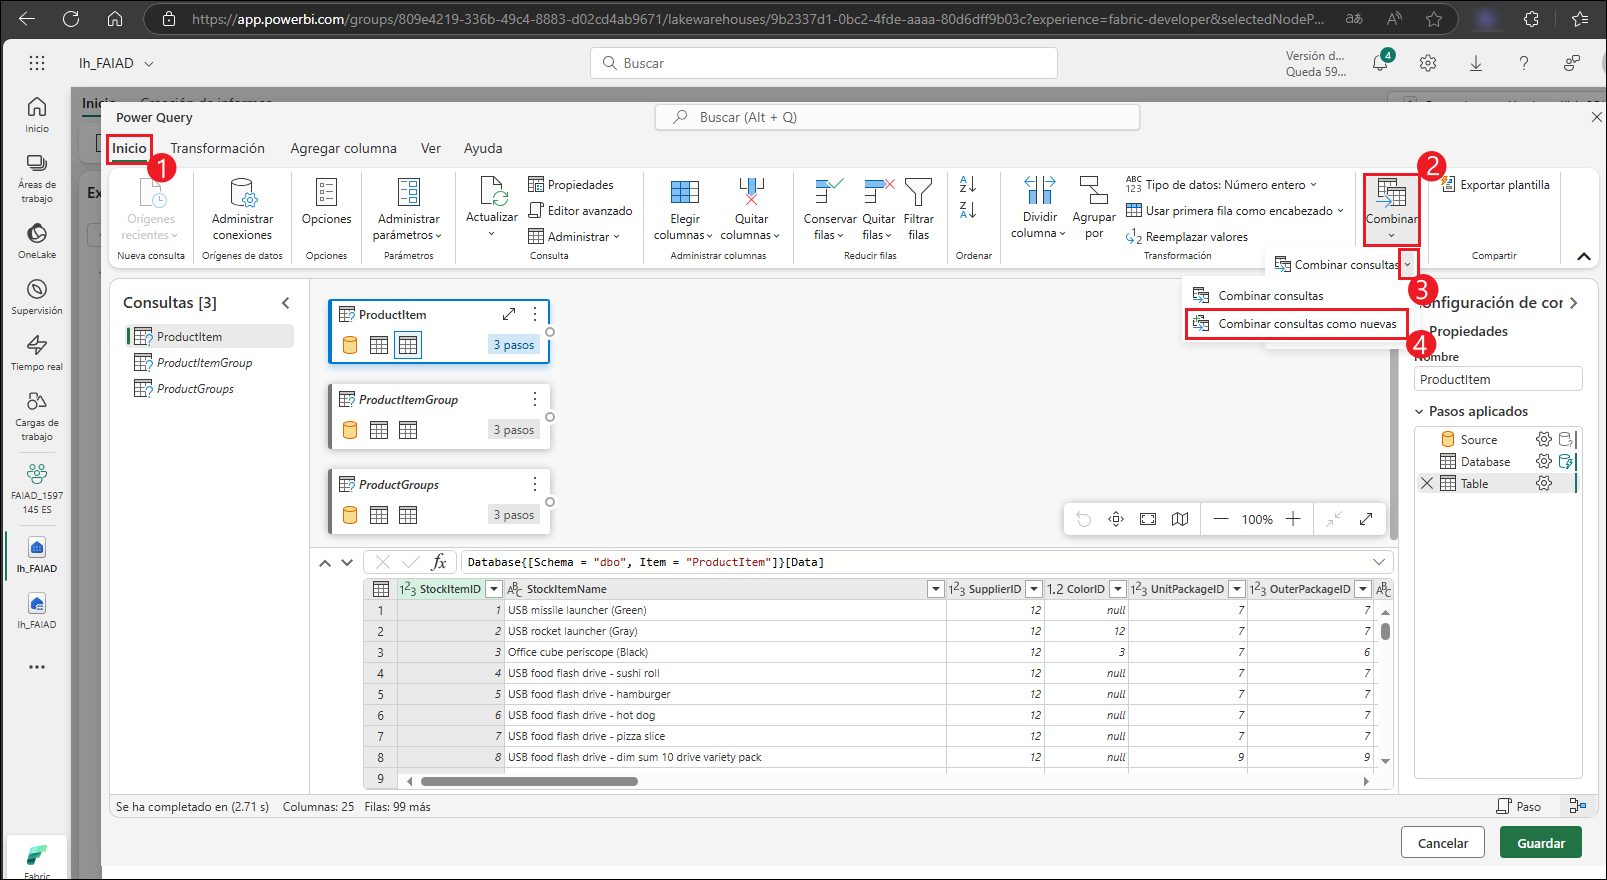 https://app.powerbi.com/groups/809e4219-336b-49c4-8883-d02cd4ab9671/lakewarehouses/9b2337d1-0bc2-4fde-aaaa-80d6dff9b03c?experience=fabric-developer&selectedNodeP...
lh_FAIAD
Buscar
Versión d...
Queda 59...
4
Inicio
Áreas de trabajo
OneLake
Supervisión
Tiempo real
Cargas de trabajo
FAIAD_1597
145 ES
lh_FAIAD
lh_FAIAD
Fabric
Power Query
Buscar (Alt + Q)
Inicio
Transformación
Agregar columna
Ver
Ayuda
1
2
3
4
Orígenes recientes
Nueva consulta
Administrar conexiones
Orígenes de datos
Opciones
Opciones
Administrar parámetros
Parámetros
Actualizar
Propiedades
Editor avanzado
Administrar
Consulta
Elegir columnas
Quitar columnas
Administrar columnas
Conservar filas
Quitar filas
Filtrar filas
Reducir filas
Ordenar
Dividir columna
Agrupar por
Tipo de datos: Número entero
Usar primera fila como encabezado
Reemplazar valores
Transformación
Combinar
Exportar plantilla
Compartir
Combinar consultas
Combinar consultas
Combinar consultas como nuevas
Consultas [3]
ProductItem
ProductItemGroup
ProductGroups
ProductItem
3 pasos
ProductItemGroup
3 pasos
ProductGroups
3 pasos
100%
onfiguración de cor
Propiedades
Nombre
ProductItem
Pasos aplicados
Source
Database
Table
fx
Database{[Schema = "dbo", Item = "ProductItem"]}[Data]
StockItemID StockItemName SupplierID ColorID UnitPackageID OuterPackageID
1 1 USB missile launcher (Green) 12 null 7 7
2 2 USB rocket launcher (Gray) 12 12 7 7
3 3 Office cube periscope (Black) 12 3 7 6
4 4 USB food flash drive - sushi roll 12 null 7 7
5 5 USB food flash drive - hamburger 12 null 7 7
6 6 USB food flash drive - hot dog 12 null 7 7
7 7 USB food flash drive - pizza slice 12 null 7 7
8 8 USB food flash drive - dim sum 10 drive variety pack 12 null 9 9
9
Se ha completado en (2.71 s) Columnas: 25 Filas: 99 más
Paso
Cancelar
Guardar